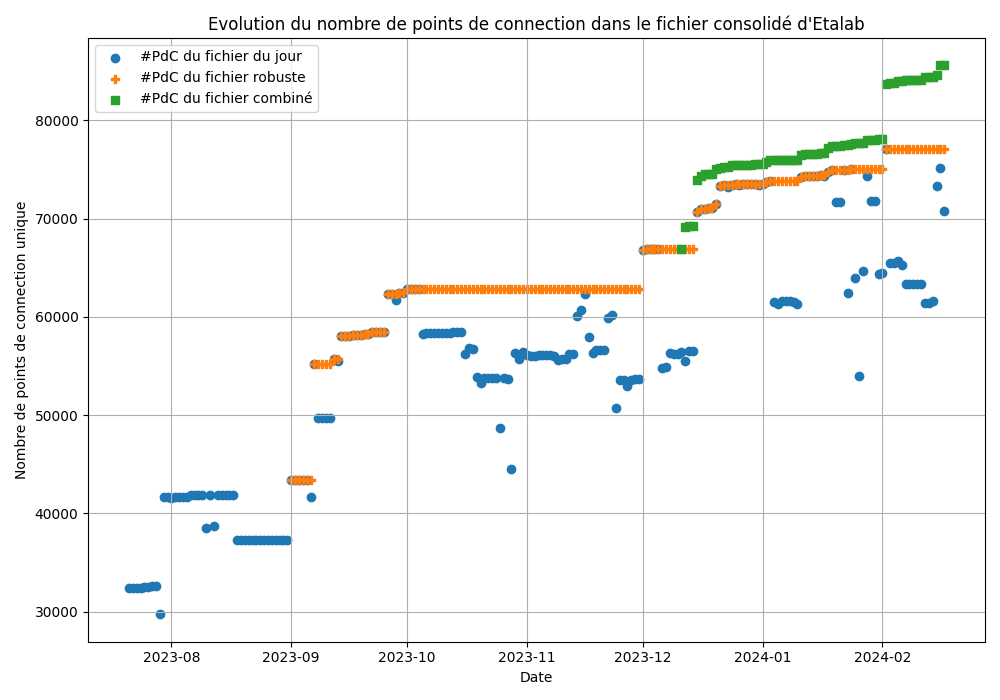 Evolution du nombre de points de connection dans le fichier consolidé d'Etalab
#PdC du fichier du jour
#PdC du fichier robuste
#PdC du fichier combiné
Nombre de points de connection unique
80000
70000
60000
50000
40000
30000
2023-08 2023-09 2023-10 2023-11 2023-12 2024-01 2024-02
Date